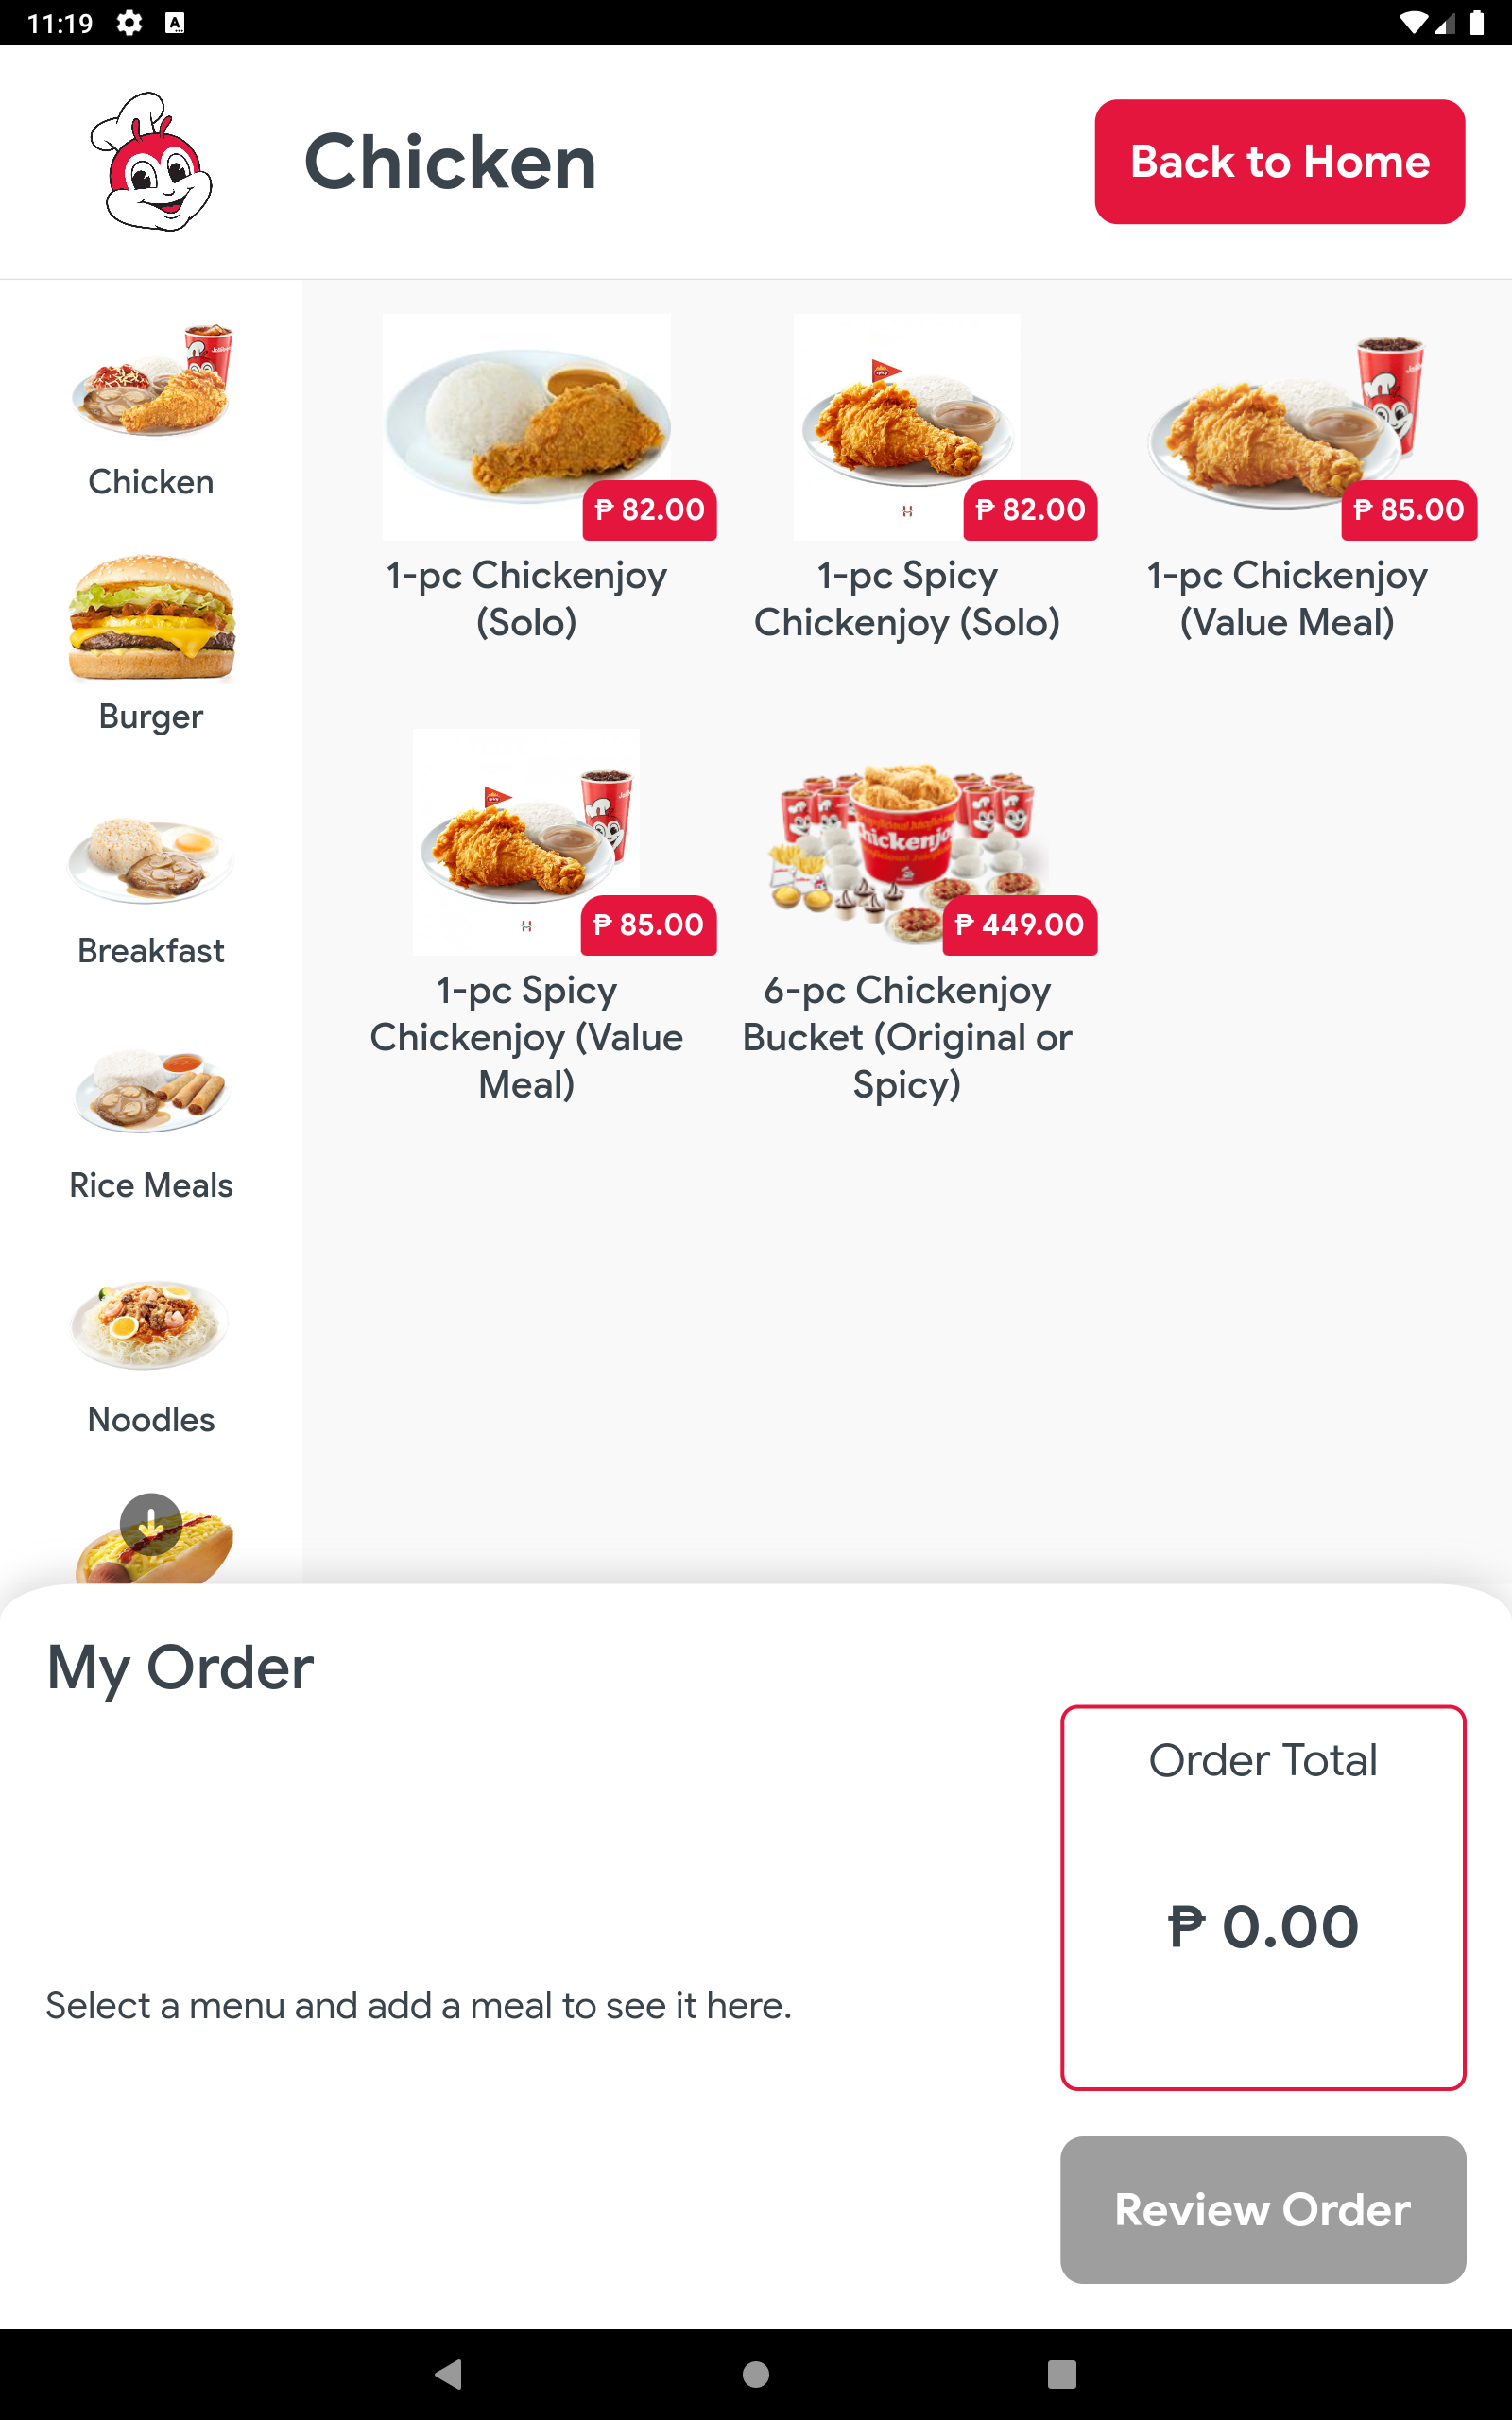 11:19
Chicken
Back to Home
Chicken
Burger
Breakfast
Rice Meals
Noodles
₱ 82.00
1-pc Chickenjoy
(Solo)
₱ 82.00
1-pc Spicy
Chickenjoy (Solo)
₱ 85.00
1-pc Chickenjoy
(Value Meal)
₱ 85.00
1-pc Spicy
Chickenjoy (Value
Meal)
₱ 449.00
6-pc Chickenjoy
Bucket (Original or
Spicy)
My Order
Select a menu and add a meal to see it here.
Order Total
₱ 0.00
Review Order